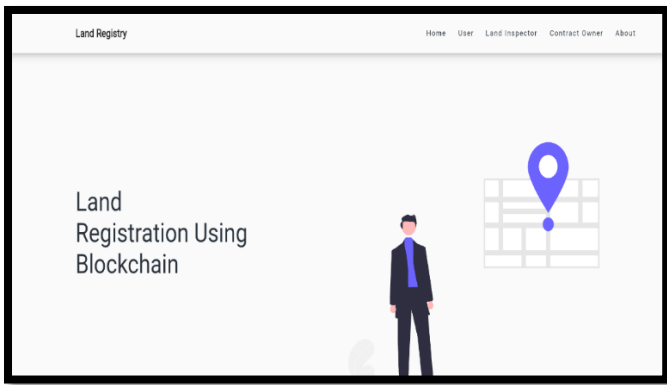 Land Registry
Home User Land Inspector Contract Owner About
Land
Registration Using
Blockchain